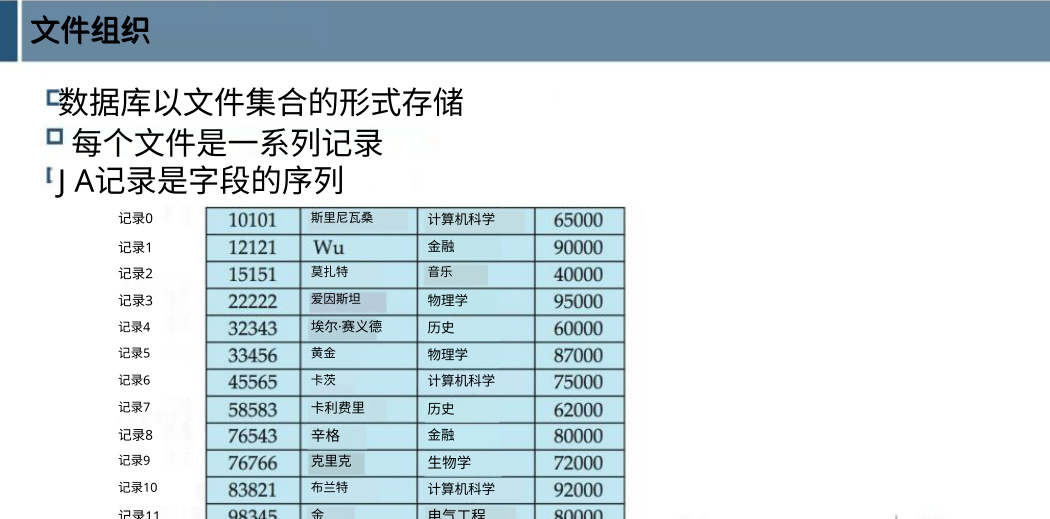 文件组织
数据库以文件集合的形式存储
每个文件是一系列记录
J A记录是字段的序列
记录0 10101 斯里尼瓦桑 计算机科学 65000
记录1 12121 Wu 金融 90000
记录2 15151 莫扎特 音乐 40000
记录3 22222 爱因斯坦 物理学 95000
记录4 32343 埃尔·赛义德 历史 60000
记录5 33456 黄金 物理学 87000
记录6 45565 卡茨 计算机科学 75000
记录7 58583 卡利费里 历史 62000
记录8 76543 辛格 金融 80000
记录9 76766 克里克 生物学 72000
记录10 83821 布兰特 计算机科学 92000
记录11 98345 金 电气工程 80000